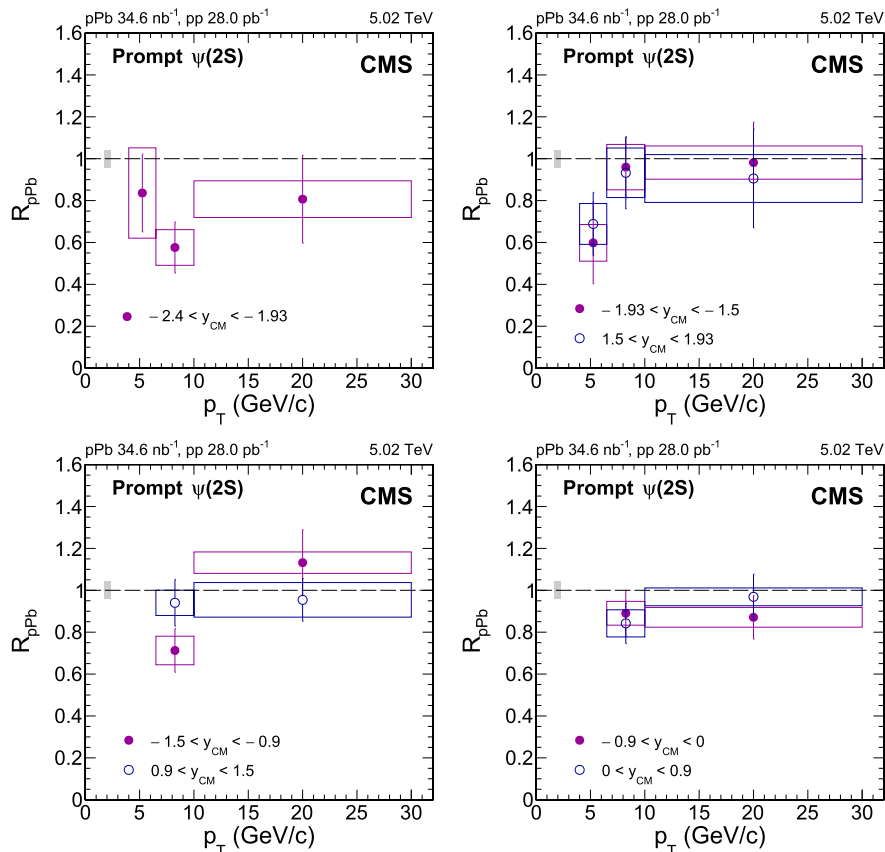 pPb 34.6 nb⁻¹, pp 28.0 pb⁻¹ 5.02 TeV
1.6
Prompt ψ(2S) CMS
1.4
1.2
1
0.8
0.6
0.4
0.2
0
R_pPb
− 2.4 < y_CM < − 1.93
0 5 10 15 20 25 30
p_T (GeV/c)
pPb 34.6 nb⁻¹, pp 28.0 pb⁻¹ 5.02 TeV
1.6
Prompt ψ(2S) CMS
1.4
1.2
1
0.8
0.6
0.4
0.2
0
R_pPb
− 1.93 < y_CM < − 1.5
1.5 < y_CM < 1.93
0 5 10 15 20 25 30
p_T (GeV/c)
pPb 34.6 nb⁻¹, pp 28.0 pb⁻¹ 5.02 TeV
1.6
Prompt ψ(2S) CMS
1.4
1.2
1
0.8
0.6
0.4
0.2
0
R_pPb
− 1.5 < y_CM < − 0.9
0.9 < y_CM < 1.5
0 5 10 15 20 25 30
p_T (GeV/c)
pPb 34.6 nb⁻¹, pp 28.0 pb⁻¹ 5.02 TeV
1.6
Prompt ψ(2S) CMS
1.4
1.2
1
0.8
0.6
0.4
0.2
0
R_pPb
− 0.9 < y_CM < 0
0 < y_CM < 0.9
0 5 10 15 20 25 30
p_T (GeV/c)